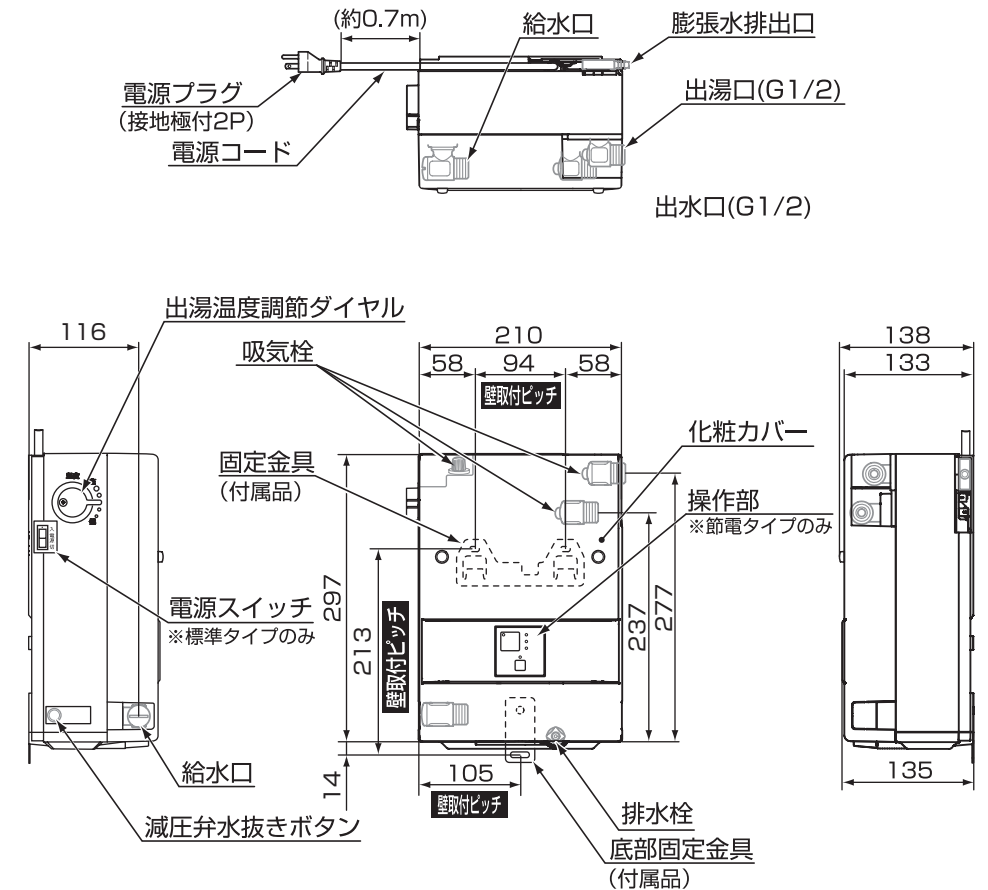 (約0.7m)
給水口
膨張水排出口
電源プラグ
(接地極付2P)
電源コード
出湯口(G1/2)
出水口(G1/2)
出湯温度調節ダイヤル
116
吸気栓
210
58
94
58
壁取付ピッチ
138
133
固定金具
(付属品)
化粧カバー
操作部
※節電タイプのみ
電源スイッチ
※標準タイプのみ
297
213
壁取付ピッチ
237
277
給水口
減圧弁水抜きボタン
14
105
壁取付ピッチ
排水栓
底部固定金具
(付属品)
135